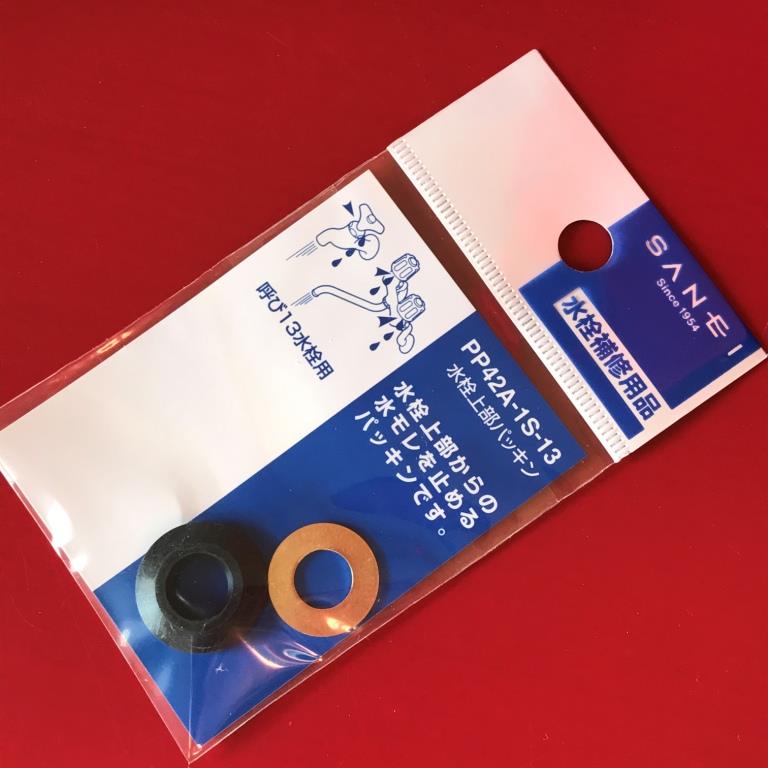 SANEI
Since 1954
水栓補修用品
PP42A-1S-13
水栓上部パッキン
水栓上部からの
水モレを止める
パッキンです。
呼び13水栓用